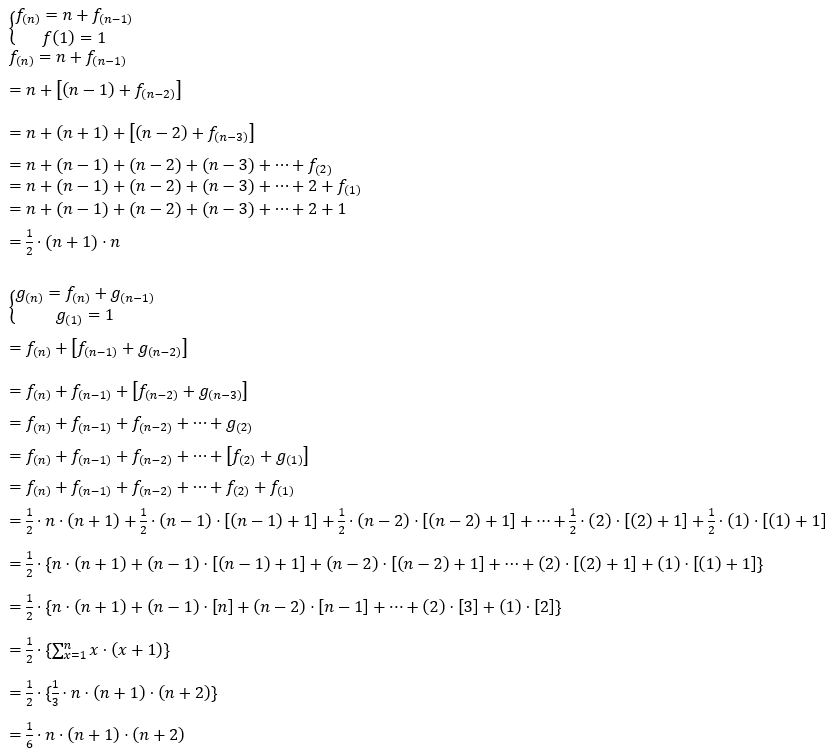 {f₍ₙ₎ = n + f₍ₙ₋₁₎
f(1) = 1
f₍ₙ₎ = n + f₍ₙ₋₁₎
= n + [(n − 1) + f₍ₙ₋₂₎]
= n + (n + 1) + [(n − 2) + f₍ₙ₋₃₎]
= n + (n − 1) + (n − 2) + (n − 3) + ⋯ + f₍₂₎
= n + (n − 1) + (n − 2) + (n − 3) + ⋯ + 2 + f₍₁₎
= n + (n − 1) + (n − 2) + (n − 3) + ⋯ + 2 + 1
= 1/2 · (n + 1) · n
{g₍ₙ₎ = f₍ₙ₎ + g₍ₙ₋₁₎
g₍₁₎ = 1
= f₍ₙ₎ + [f₍ₙ₋₁₎ + g₍ₙ₋₂₎]
= f₍ₙ₎ + f₍ₙ₋₁₎ + [f₍ₙ₋₂₎ + g₍ₙ₋₃₎]
= f₍ₙ₎ + f₍ₙ₋₁₎ + f₍ₙ₋₂₎ + ⋯ + g₍₂₎
= f₍ₙ₎ + f₍ₙ₋₁₎ + f₍ₙ₋₂₎ + ⋯ + [f₍₂₎ + g₍₁₎]
= f₍ₙ₎ + f₍ₙ₋₁₎ + f₍ₙ₋₂₎ + ⋯ + f₍₂₎ + f₍₁₎
= 1/2 · n · (n + 1) + 1/2 · (n − 1) · [(n − 1) + 1] + 1/2 · (n − 2) · [(n − 2) + 1] + ⋯ + 1/2 · (2) · [(2) + 1] + 1/2 · (1) · [(1) + 1]
= 1/2 · {n · (n + 1) + (n − 1) · [(n − 1) + 1] + (n − 2) · [(n − 2) + 1] + ⋯ + (2) · [(2) + 1] + (1) · [(1) + 1]}
= 1/2 · {n · (n + 1) + (n − 1) · [n] + (n − 2) · [n − 1] + ⋯ + (2) · [3] + (1) · [2]}
= 1/2 · {∑ₓ₌₁ⁿ x · (x + 1)}
= 1/2 · {1/3 · n · (n + 1) · (n + 2)}
= 1/6 · n · (n + 1) · (n + 2)